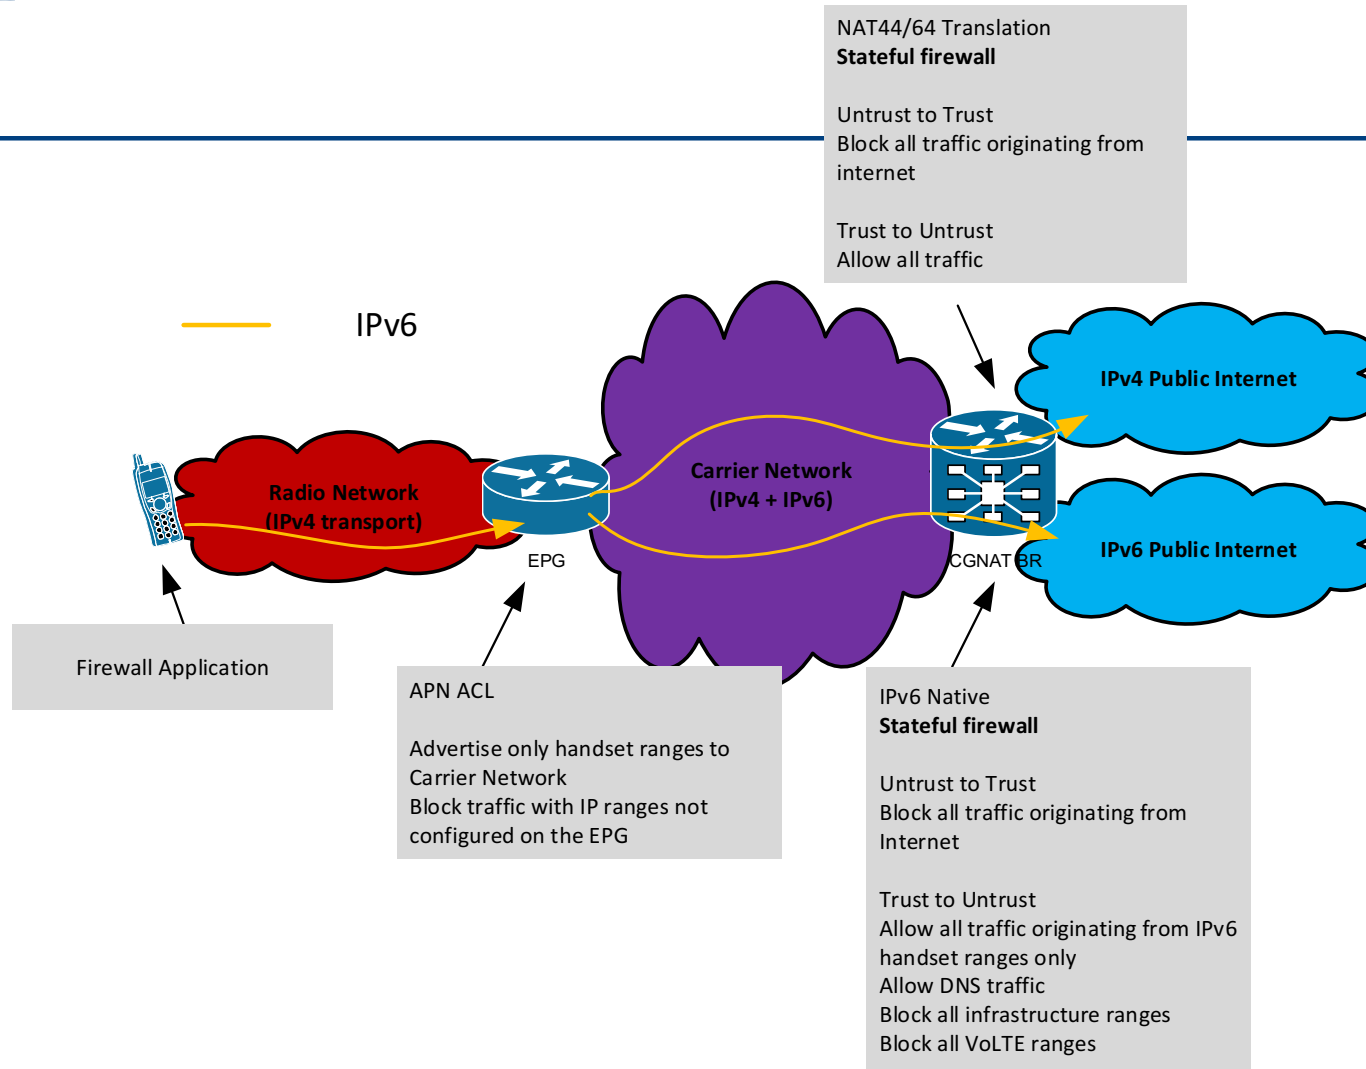 NAT44/64 Translation
Stateful firewall
Untrust to Trust
Block all traffic originating from
internet
Trust to Untrust
Allow all traffic
IPv6
IPv4 Public Internet
Radio Network
(IPv4 transport)
Carrier Network
(IPv4 + IPv6)
IPv6 Public Internet
EPG
CGNAT BR
Firewall Application
APN ACL
Advertise only handset ranges to
Carrier Network
Block traffic with IP ranges not
configured on the EPG
IPv6 Native
Stateful firewall
Untrust to Trust
Block all traffic originating from
Internet
Trust to Untrust
Allow all traffic originating from IPv6
handset ranges only
Allow DNS traffic
Block all infrastructure ranges
Block all VoLTE ranges